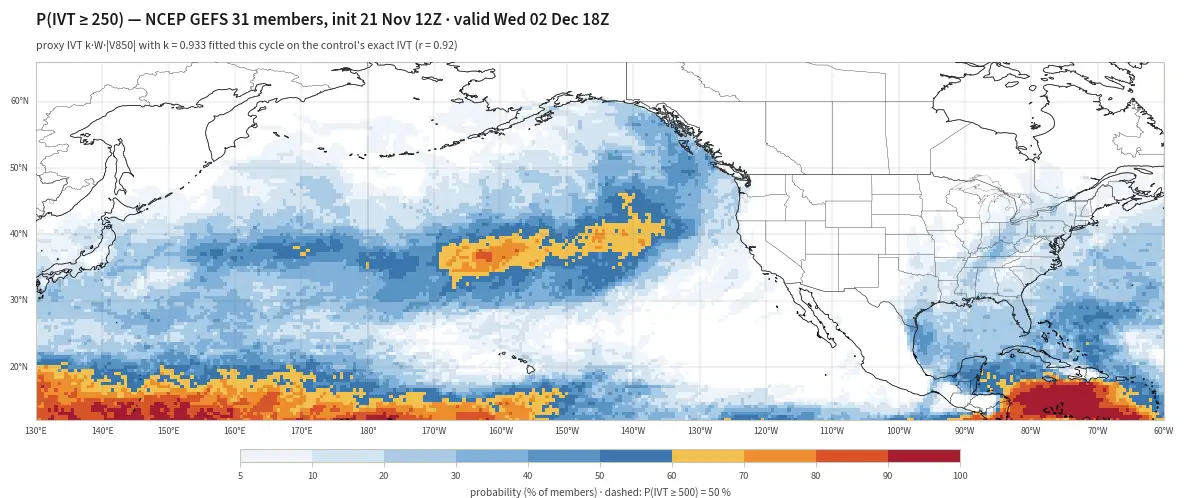 P(IVT ≥ 250) — NCEP GEFS 31 members, init 21 Nov 12Z · valid Wed 02 Dec 18Z
proxy IVT k·W·|V850| with k = 0.933 fitted this cycle on the control's exact IVT (r = 0.92)
60°N
50°N
40°N
30°N
20°N
130°E 140°E 150°E 160°E 170°E 180° 170°W 160°W 150°W 140°W 130°W 120°W 110°W 100°W 90°W 80°W 70°W 60°W
5 10 20 30 40 50 60 70 80 90 100
probability (% of members) · dashed: P(IVT ≥ 500) = 50 %